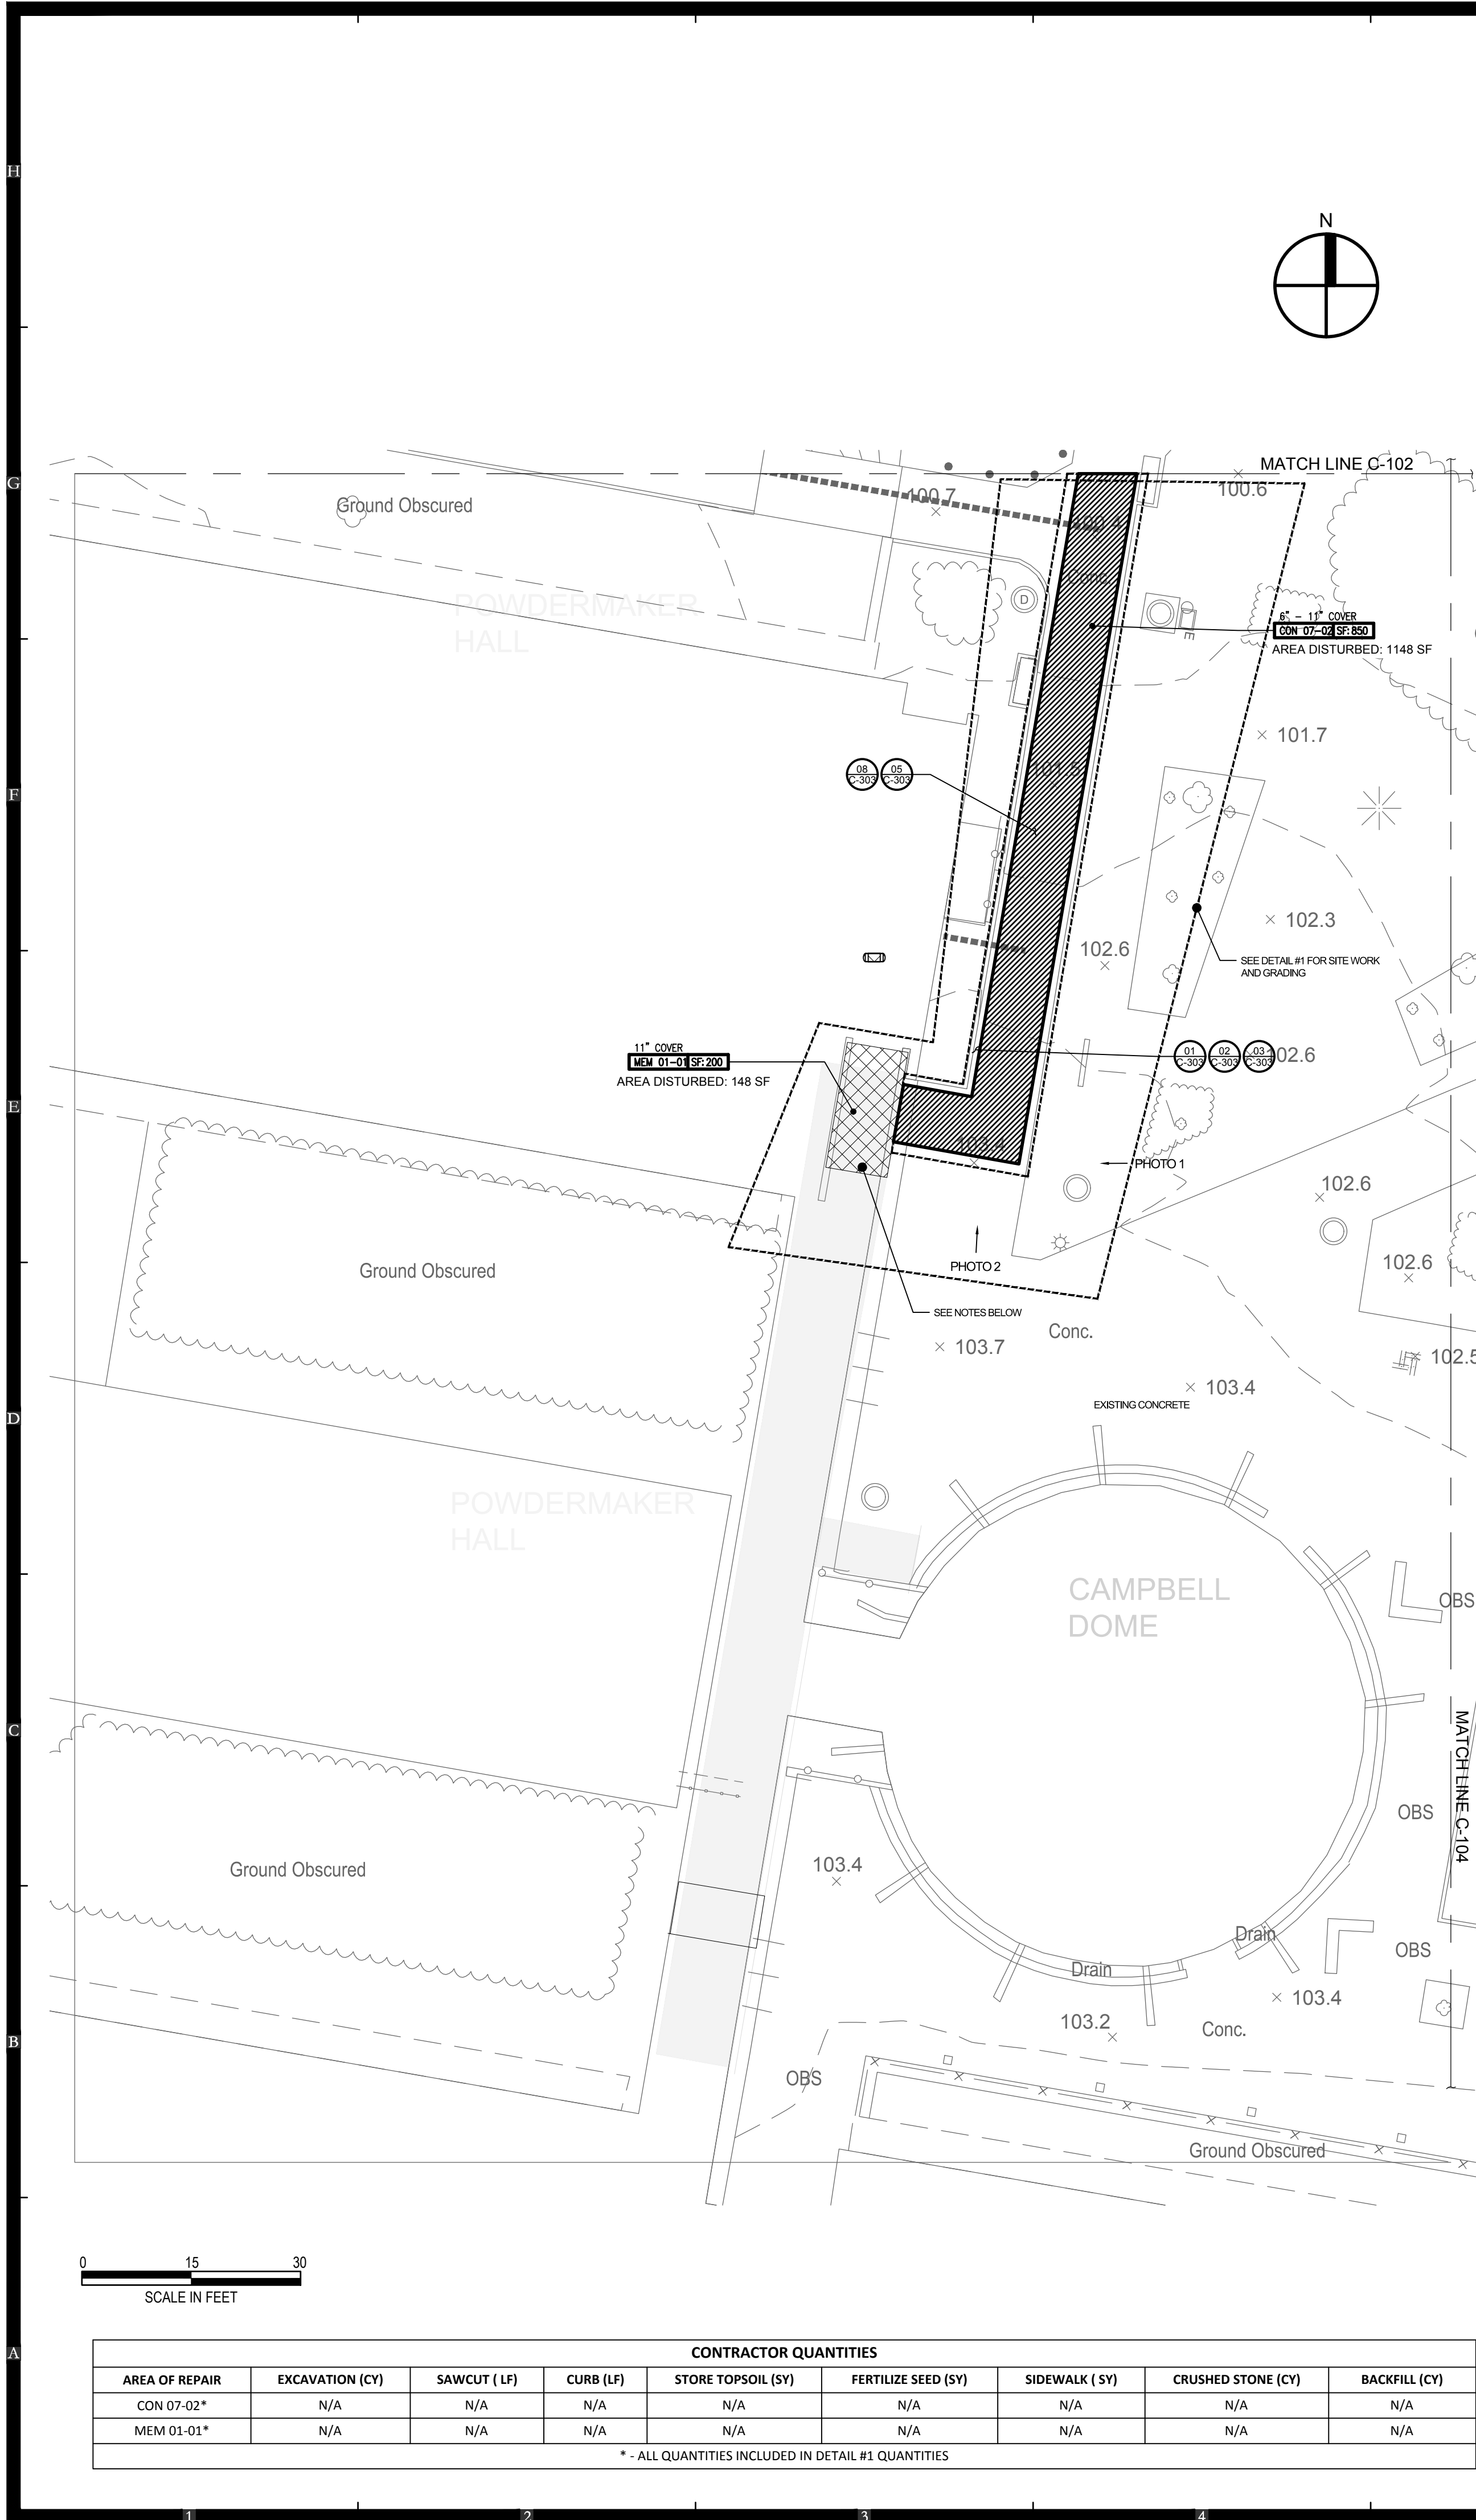 H
N
MATCH LINE C-102
G
100.7
100.6
Ground Obscured
Conc.
D
E
POWDERMAKER
HALL
6" - 11" COVER
CON 07-02 SF: 850
AREA DISTURBED: 1148 SF
101.7
08
C-303
05
C-303
101.5
F
102.3
102.6
SEE DETAIL #1 FOR SITE WORK
AND GRADING
11" COVER
MEM 01-01 SF: 200
AREA DISTURBED: 148 SF
01
C-303
02
C-303
03
C-303
102.6
E
103.4
PHOTO 1
102.6
PHOTO 2
Ground Obscured
102.6
SEE NOTES BELOW
Conc.
103.7
102.5
103.4
EXISTING CONCRETE
D
POWDERMAKER
HALL
CAMPBELL
DOME
OBS
C
MATCH LINE C-104
OBS
Ground Obscured
103.4
Drain
OBS
Drain
103.4
103.2
Conc.
B
OBS
Ground Obscured
0 15 30
SCALE IN FEET
A
CONTRACTOR QUANTITIES
AREA OF REPAIR EXCAVATION (CY) SAWCUT ( LF) CURB (LF) STORE TOPSOIL (SY) FERTILIZE SEED (SY) SIDEWALK ( SY) CRUSHED STONE (CY) BACKFILL (CY)
CON 07-02* N/A N/A N/A N/A N/A N/A N/A N/A
MEM 01-01* N/A N/A N/A N/A N/A N/A N/A N/A
* - ALL QUANTITIES INCLUDED IN DETAIL #1 QUANTITIES
1 2 3 4